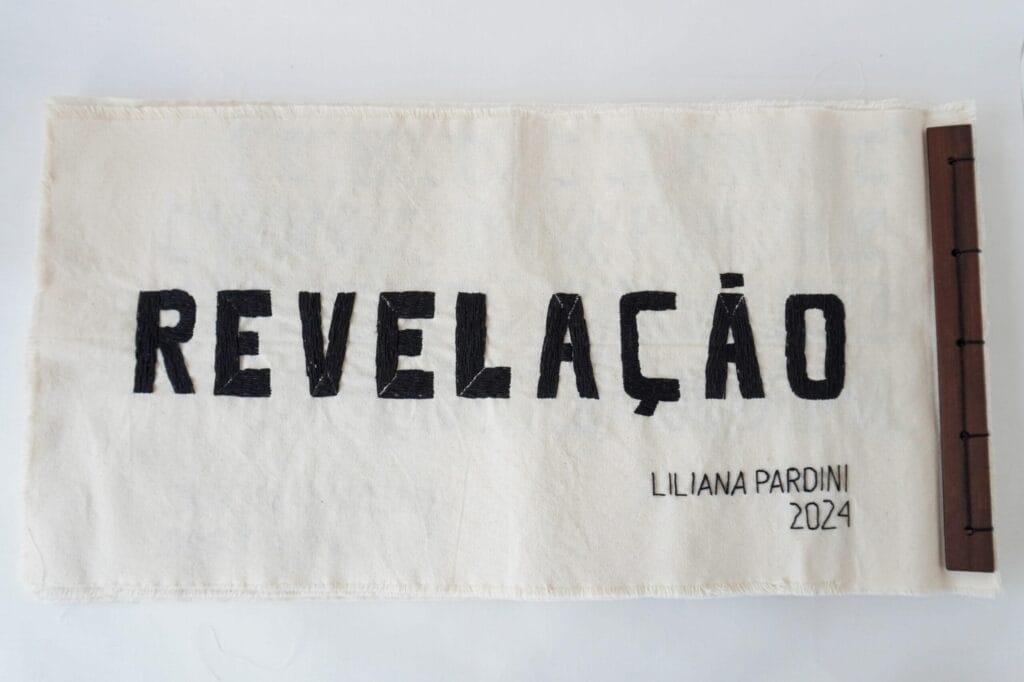 REVELAÇÃO
LILIANA PARDINI
2024